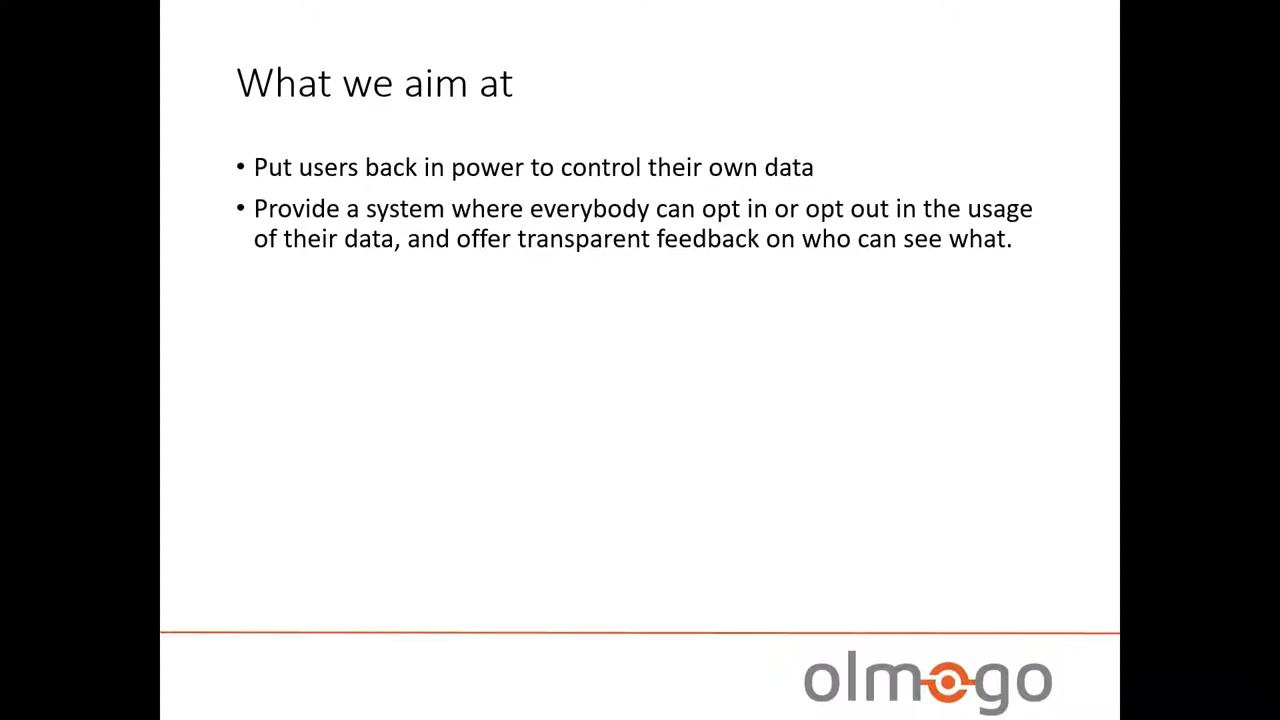 What we aim at
• Put users back in power to control their own data
• Provide a system where everybody can opt in or opt out in the usage
of their data, and offer transparent feedback on who can see what.
olmogo